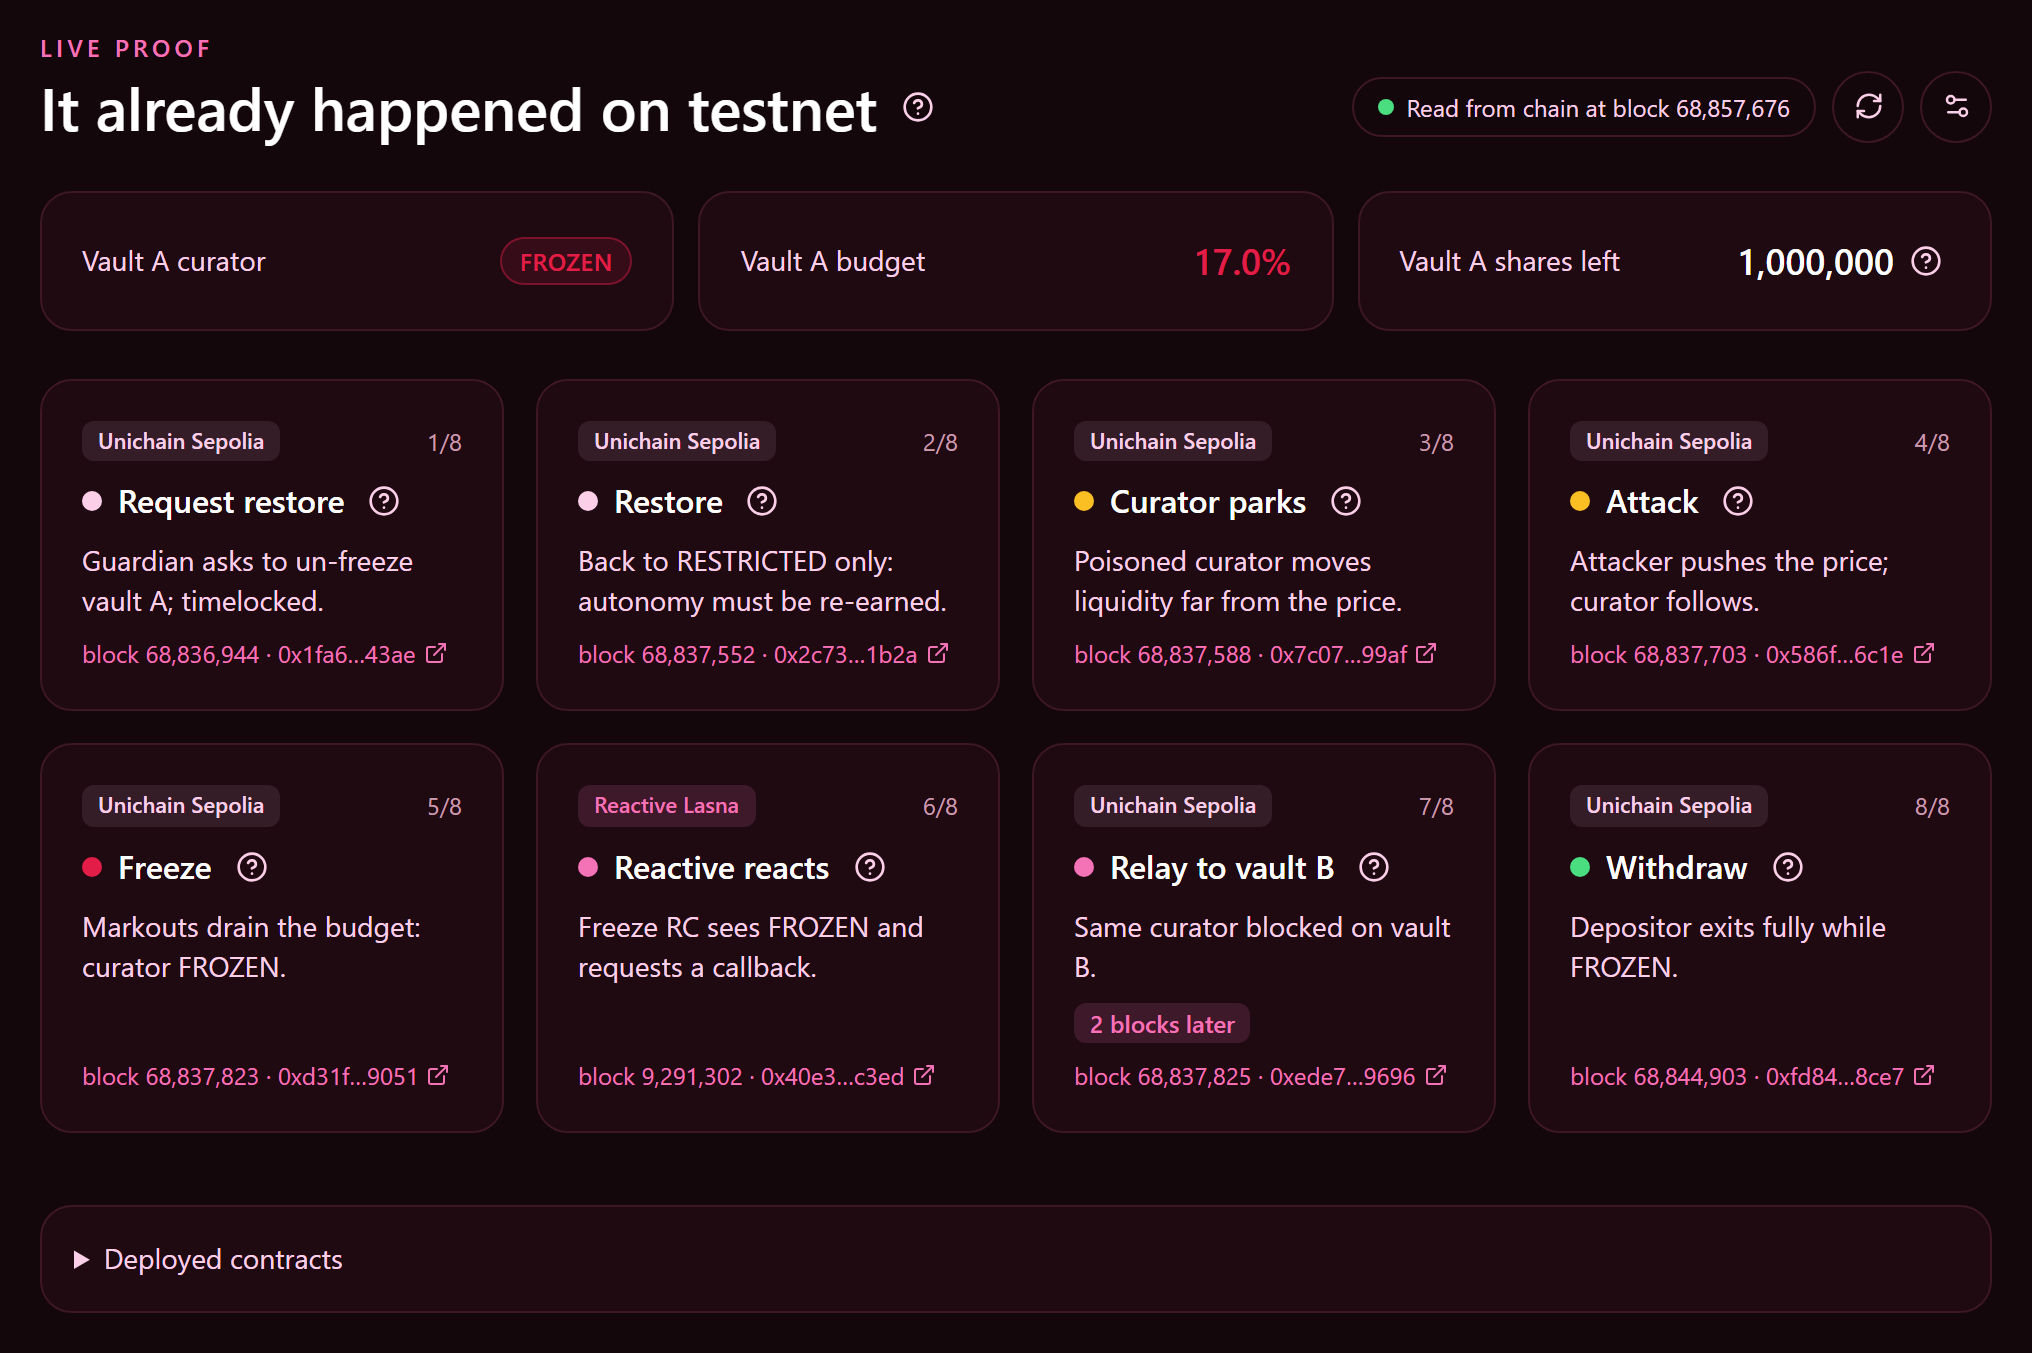 LIVE PROOF
It already happened on testnet
Read from chain at block 68,857,676
Vault A curator
FROZEN
Vault A budget
17.0%
Vault A shares left
1,000,000
Unichain Sepolia
1/8
Request restore
Guardian asks to un-freeze
vault A; timelocked.
block 68,836,944 · 0x1fa6…43ae
Unichain Sepolia
2/8
Restore
Back to RESTRICTED only:
autonomy must be re-earned.
block 68,837,552 · 0x2c73…1b2a
Unichain Sepolia
3/8
Curator parks
Poisoned curator moves
liquidity far from the price.
block 68,837,588 · 0x7c07…99af
Unichain Sepolia
4/8
Attack
Attacker pushes the price;
curator follows.
block 68,837,703 · 0x586f…6c1e
Unichain Sepolia
5/8
Freeze
Markouts drain the budget:
curator FROZEN.
block 68,837,823 · 0xd31f…9051
Reactive Lasna
6/8
Reactive reacts
Freeze RC sees FROZEN and
requests a callback.
block 9,291,302 · 0x40e3…c3ed
Unichain Sepolia
7/8
Relay to vault B
Same curator blocked on vault
B.
2 blocks later
block 68,837,825 · 0xede7…9696
Unichain Sepolia
8/8
Withdraw
Depositor exits fully while
FROZEN.
block 68,844,903 · 0xfd84…8ce7
Deployed contracts